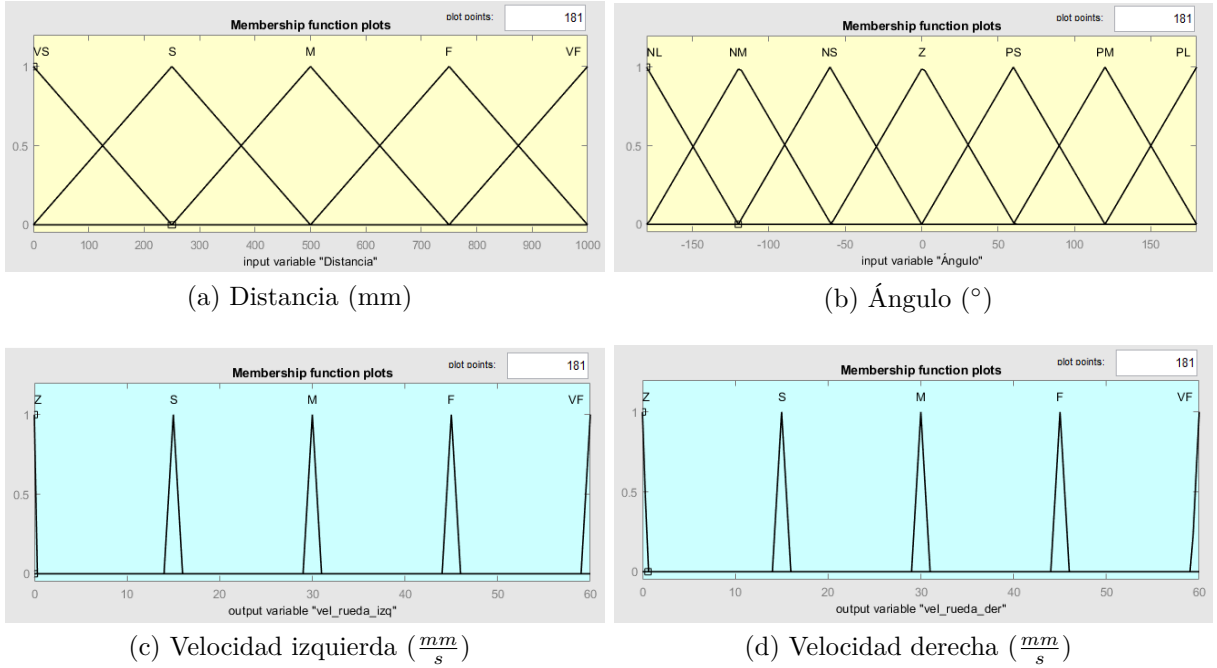 plot points: 181
Membership function plots
VS S M F VF
1
0.5
0
0 100 200 300 400 500 600 700 800 900 1000
input variable "Distancia"
(a) Distancia (mm)
plot points: 181
Membership function plots
NL NM NS Z PS PM PL
1
0.5
0
-150 -100 -50 0 50 100 150
input variable "Ángulo"
(b) Ángulo (°)
plot points: 181
Membership function plots
Z S M F VF
1
0.5
0
0 10 20 30 40 50 60
output variable "vel_rueda_izq"
(c) Velocidad izquierda (mm/s)
plot points: 181
Membership function plots
Z S M F VF
1
0.5
0
0 10 20 30 40 50 60
output variable "vel_rueda_der"
(d) Velocidad derecha (mm/s)